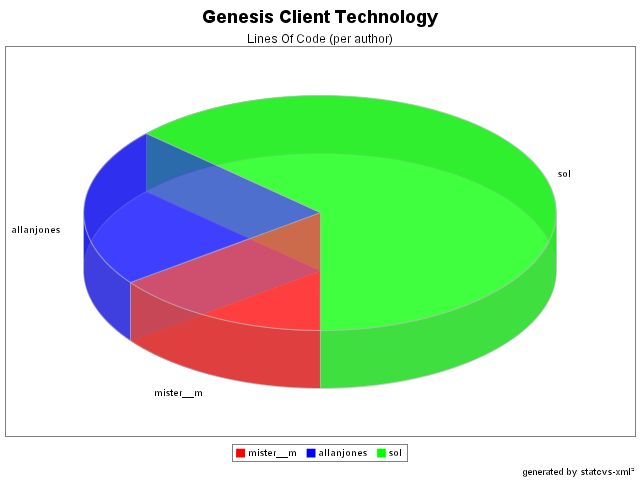 Genesis Client Technology
Lines Of Code (per author)
sol
allanjones
mister__m
mister__m allanjones sol
generated by statcvs-xml²